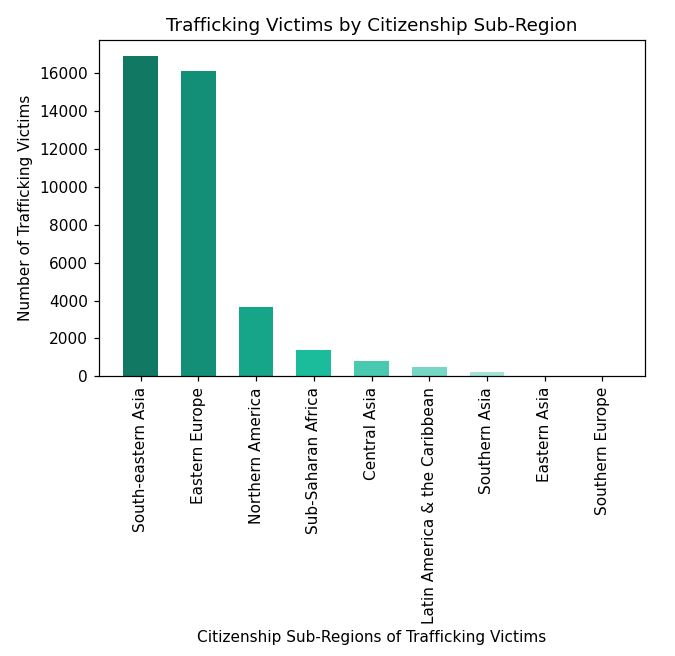 Trafficking Victims by Citizenship Sub-Region
Number of Trafficking Victims
16000
14000
12000
10000
8000
6000
4000
2000
0
South-eastern Asia
Eastern Europe
Northern America
Sub-Saharan Africa
Central Asia
Latin America & the Caribbean
Southern Asia
Eastern Asia
Southern Europe
Citizenship Sub-Regions of Trafficking Victims